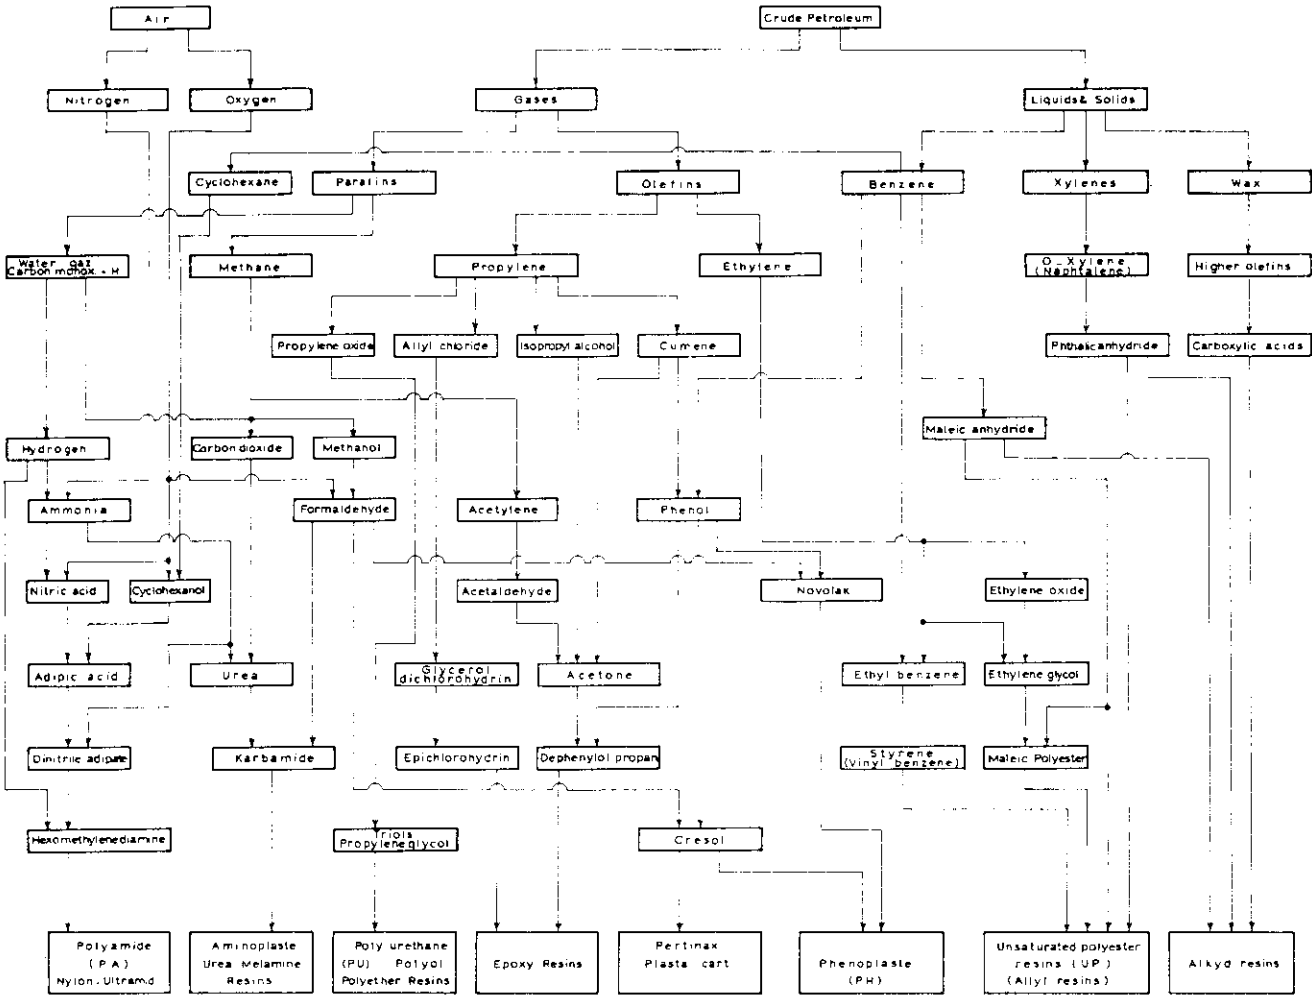 Air
Crude Petroleum
Nitrogen
Oxygen
Gases
Liquids & Solids
Cyclohexane
Parafins
Olefins
Benzene
Xylenes
Wax
Water gaz
Carbon monox. + H
Methane
Propylene
Ethylene
O_Xylene
(Naphtalene)
Higher olefins
Propylene oxide
Allyl chloride
Isopropyl alcohol
Cumene
Phthalic anhydride
Carboxylic acids
Maleic anhydride
Hydrogen
Carbon dioxide
Methanol
Ammonia
Formaldehyde
Acetylene
Phenol
Nitric acid
Cyclohexanol
Acetaldehyde
Novolak
Ethylene oxide
Adipic acid
Urea
Glycerol
dichlorohydrin
Acetone
Ethyl benzene
Ethylene glycol
Dinitrile adipate
Karbamide
Epichlorohydrin
Dephenylol propan
Styrene
(Vinyl benzene)
Maleic Polyester
Hexomethylenediamine
Triols
Propyleneglycol
Cresol
Polyamide
(PA)
Nylon-Ultramid
Aminoplaste
Urea Melamine
Resins
Poly urethane
(PU) Polyol
Polyether Resins
Epoxy Resins
Pertinax
Plasta cart
Phenoplaste
(PH)
Unsaturated polyester
resins (UP)
(Allyl resins)
Alkyd resins